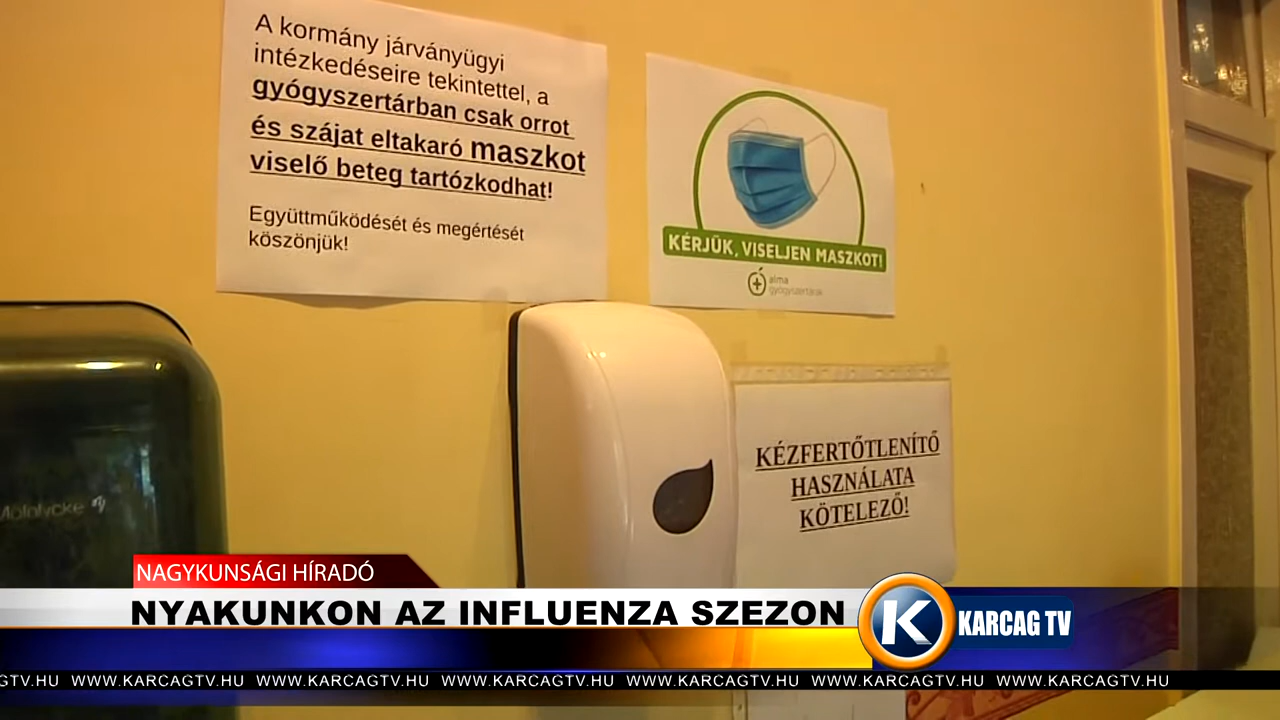 A kormány járványügyi
intézkedéseire tekintettel, a
gyógyszertárban csak orrot
és szájat eltakaró maszkot
viselő beteg tartózkodhat!
Együttműködését és megértését
köszönjük!
KÉRJÜK, VISELJEN MASZKOT!
alma
gyógyszertárak
KÉZFERTŐTLENÍTŐ
HASZNÁLATA
KÖTELEZŐ!
Mölnlycke
NAGYKUNSÁGI HÍRADÓ
NYAKUNKON AZ INFLUENZA SZEZON
K KARCAG TV
GTV.HU WWW.KARCAGTV.HU WWW.KARCAGTV.HU WWW.KARCAGTV.HU WWW.KARCAGTV.HU WWW.KARCAGTV.HU WWW.KARCAGTV.HU